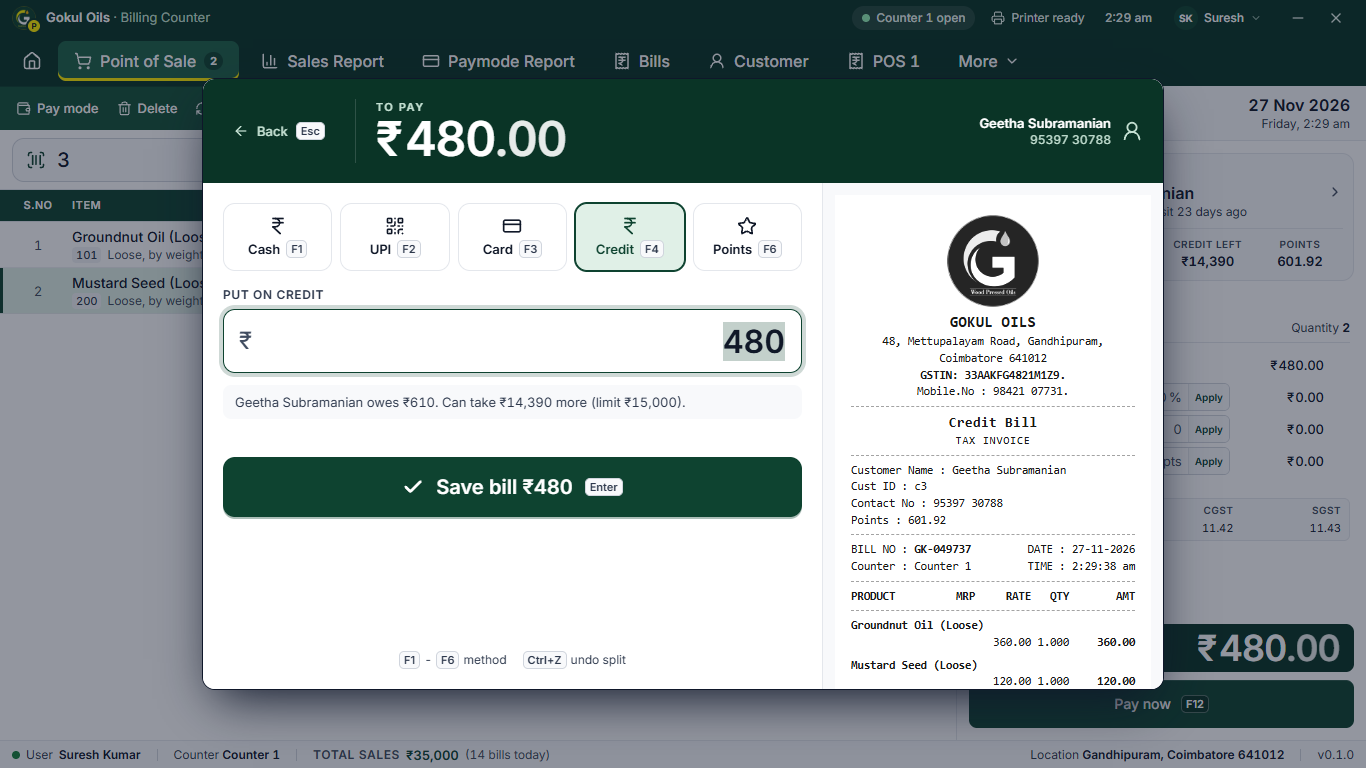 Gokul Oils · Billing Counter
Counter 1 open
Printer ready
2:29 am
SK Suresh
Point of Sale 2
Sales Report
Paymode Report
Bills
Customer
POS 1
More
Pay mode
Delete
27 Nov 2026
Friday, 2:29 am
3
S.NO ITEM
1 Groundnut Oil (Loos
101 Loose, by weight
2 Mustard Seed (Loos
200 Loose, by weight
Back Esc
TO PAY
₹480.00
Geetha Subramanian
95397 30788
Cash F1
UPI F2
Card F3
Credit F4
Points F6
PUT ON CREDIT
₹ 480
Geetha Subramanian owes ₹610. Can take ₹14,390 more (limit ₹15,000).
Save bill ₹480 Enter
F1 - F6 method Ctrl+Z undo split
G
Wood Pressed Oils
GOKUL OILS
48, Mettupalayam Road, Gandhipuram,
Coimbatore 641012
GSTIN: 33AAKFG4821M1Z9.
Mobile.No : 98421 07731.
Credit Bill
TAX INVOICE
Customer Name : Geetha Subramanian
Cust ID : c3
Contact No : 95397 30788
Points : 601.92
BILL NO : GK-049737 DATE : 27-11-2026
Counter : Counter 1 TIME : 2:29:38 am
PRODUCT MRP RATE QTY AMT
Groundnut Oil (Loose)
360.00 1.000 360.00
Mustard Seed (Loose)
120.00 1.000 120.00
nian
sit 23 days ago
CREDIT LEFT POINTS
₹14,390 601.92
Quantity 2
₹480.00
0 % Apply ₹0.00
0 Apply ₹0.00
pts Apply ₹0.00
CGST SGST
11.42 11.43
₹480.00
Pay now F12
User Suresh Kumar
Counter Counter 1
TOTAL SALES ₹35,000 (14 bills today)
Location Gandhipuram, Coimbatore 641012
v0.1.0